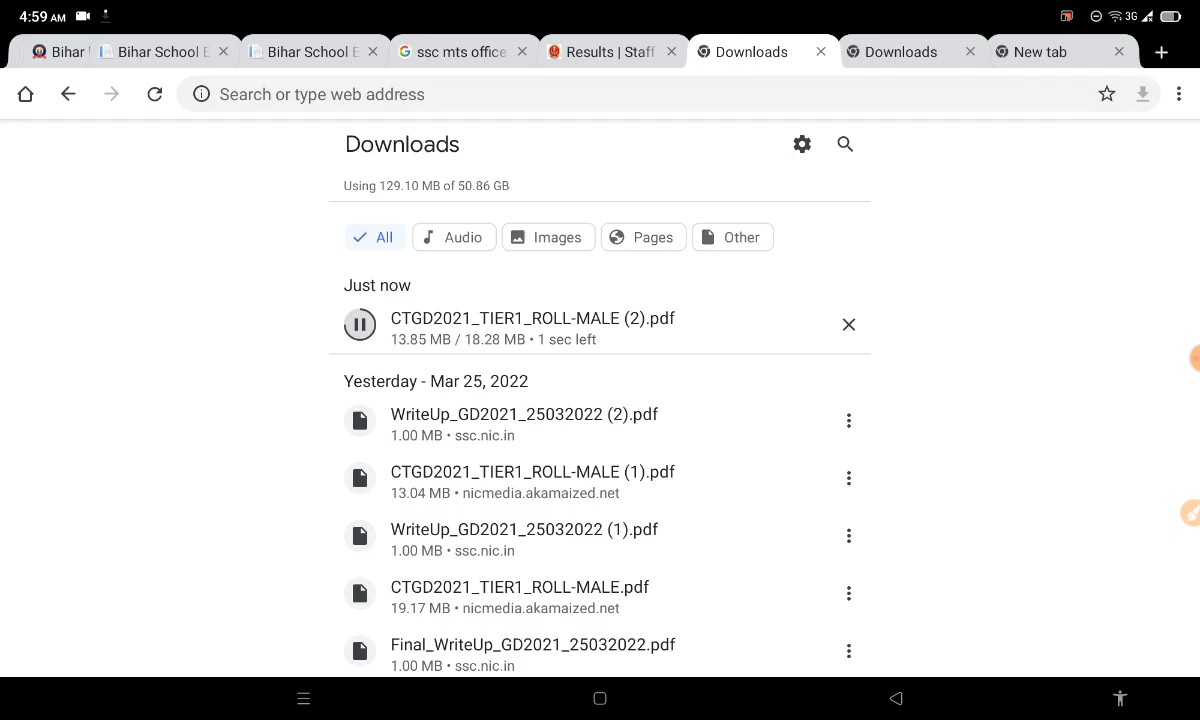 4:59 AM 3G
Bihar Bihar School E Bihar School E ssc mts office Results | Staff Downloads Downloads New tab
Search or type web address
Downloads
Using 129.10 MB of 50.86 GB
All Audio Images Pages Other
Just now
CTGD2021_TIER1_ROLL-MALE (2).pdf
13.85 MB / 18.28 MB • 1 sec left
Yesterday - Mar 25, 2022
WriteUp_GD2021_25032022 (2).pdf
1.00 MB • ssc.nic.in
CTGD2021_TIER1_ROLL-MALE (1).pdf
13.04 MB • nicmedia.akamaized.net
WriteUp_GD2021_25032022 (1).pdf
1.00 MB • ssc.nic.in
CTGD2021_TIER1_ROLL-MALE.pdf
19.17 MB • nicmedia.akamaized.net
Final_WriteUp_GD2021_25032022.pdf
1.00 MB • ssc.nic.in